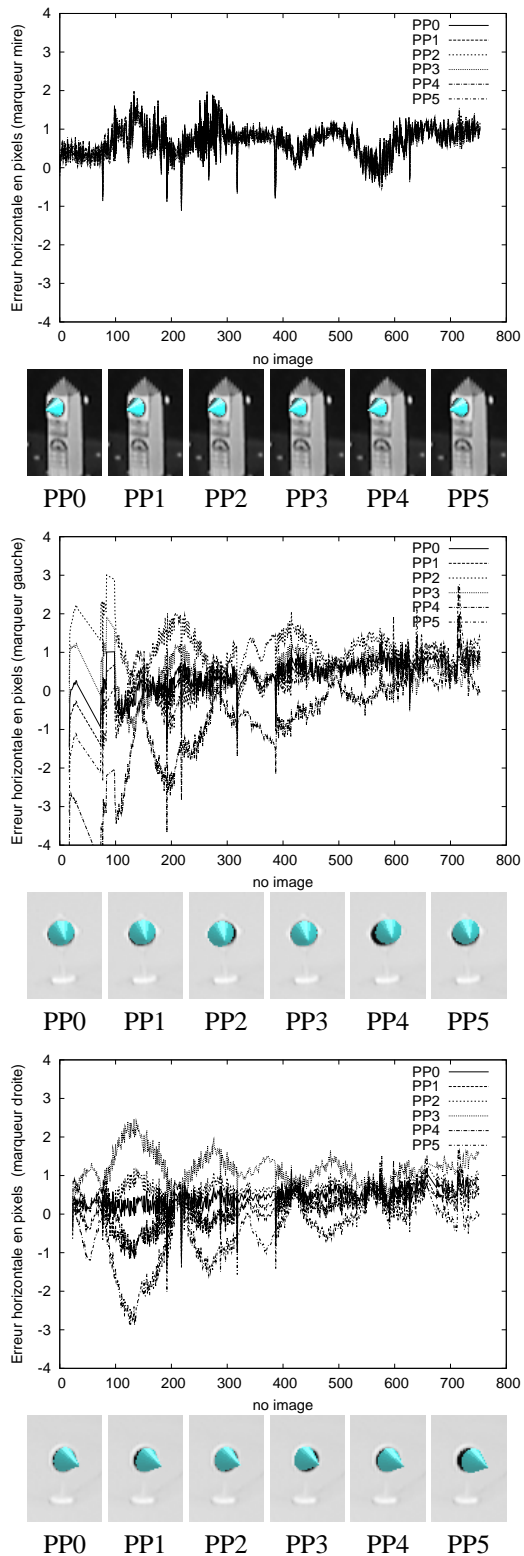 Erreur horizontale en pixels (marqueur mire)
4
3
2
1
0
-1
-2
-3
-4
0 100 200 300 400 500 600 700 800
no image
PP0
PP1
PP2
PP3
PP4
PP5
PP0 PP1 PP2 PP3 PP4 PP5
Erreur horizontale en pixels (marqueur gauche)
4
3
2
1
0
-1
-2
-3
-4
0 100 200 300 400 500 600 700 800
no image
PP0
PP1
PP2
PP3
PP4
PP5
PP0 PP1 PP2 PP3 PP4 PP5
Erreur horizontale en pixels (marqueur droite)
4
3
2
1
0
-1
-2
-3
-4
0 100 200 300 400 500 600 700 800
no image
PP0
PP1
PP2
PP3
PP4
PP5
PP0 PP1 PP2 PP3 PP4 PP5